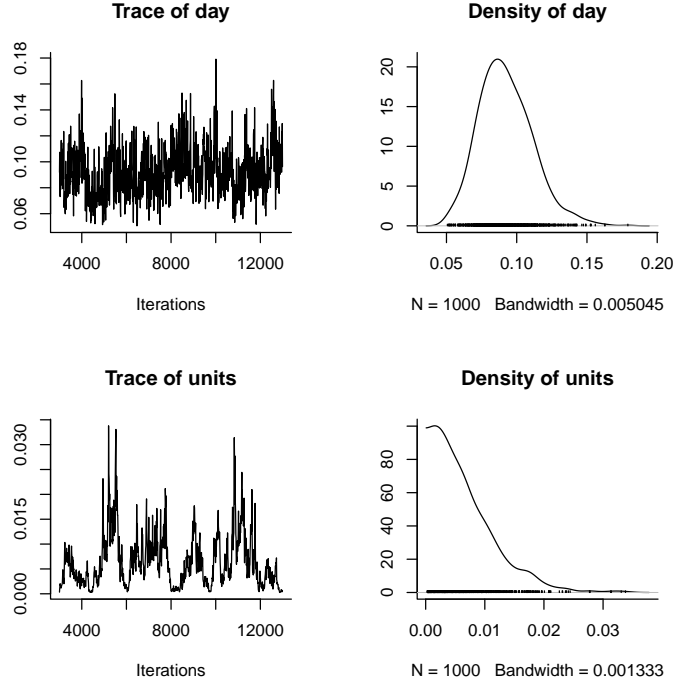 Trace of day
0.06 0.10 0.14 0.18
4000 8000 12000
Iterations
Density of day
0 5 10 15 20
0.05 0.10 0.15 0.20
N = 1000 Bandwidth = 0.005045
Trace of units
0.000 0.015 0.030
4000 8000 12000
Iterations
Density of units
0 20 40 60 80
0.00 0.01 0.02 0.03
N = 1000 Bandwidth = 0.001333